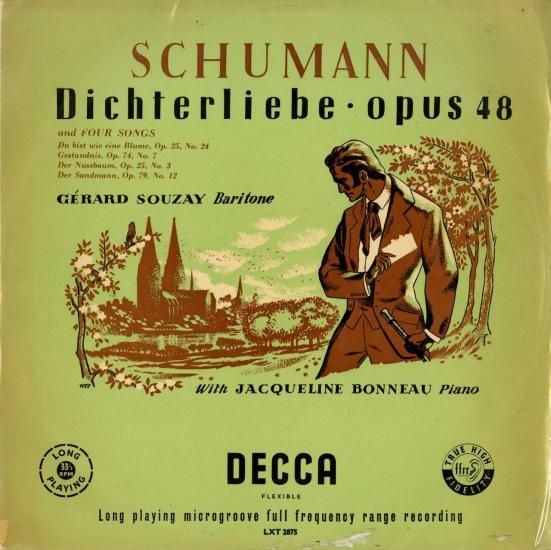 SCHUMANN
Dichterliebe · opus 48
and FOUR SONGS
Du bist wie eine Blume, Op. 25, No. 24
Gestandnis, Op. 74, No. 7
Der Nussbaum, Op. 25, No. 3
Der Sandmann, Op. 79, No. 12
GÉRARD SOUZAY Baritone
With JACQUELINE BONNEAU Piano
LONG
33⅓
RPM
PLAYING
DECCA
FLEXIBLE
TRUE HIGH
ffrr
FIDELITY
Long playing microgroove full frequency range recording
LXT 2875